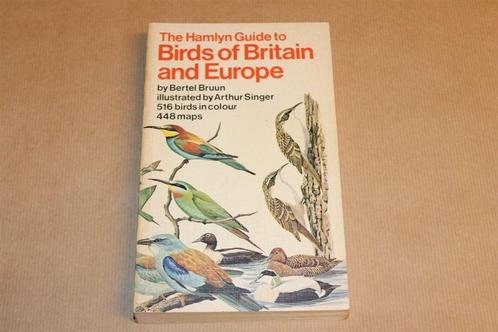 The Hamlyn Guide to
Birds of Britain
and Europe
by Bertel Bruun
illustrated by Arthur Singer
516 birds in colour
448 maps